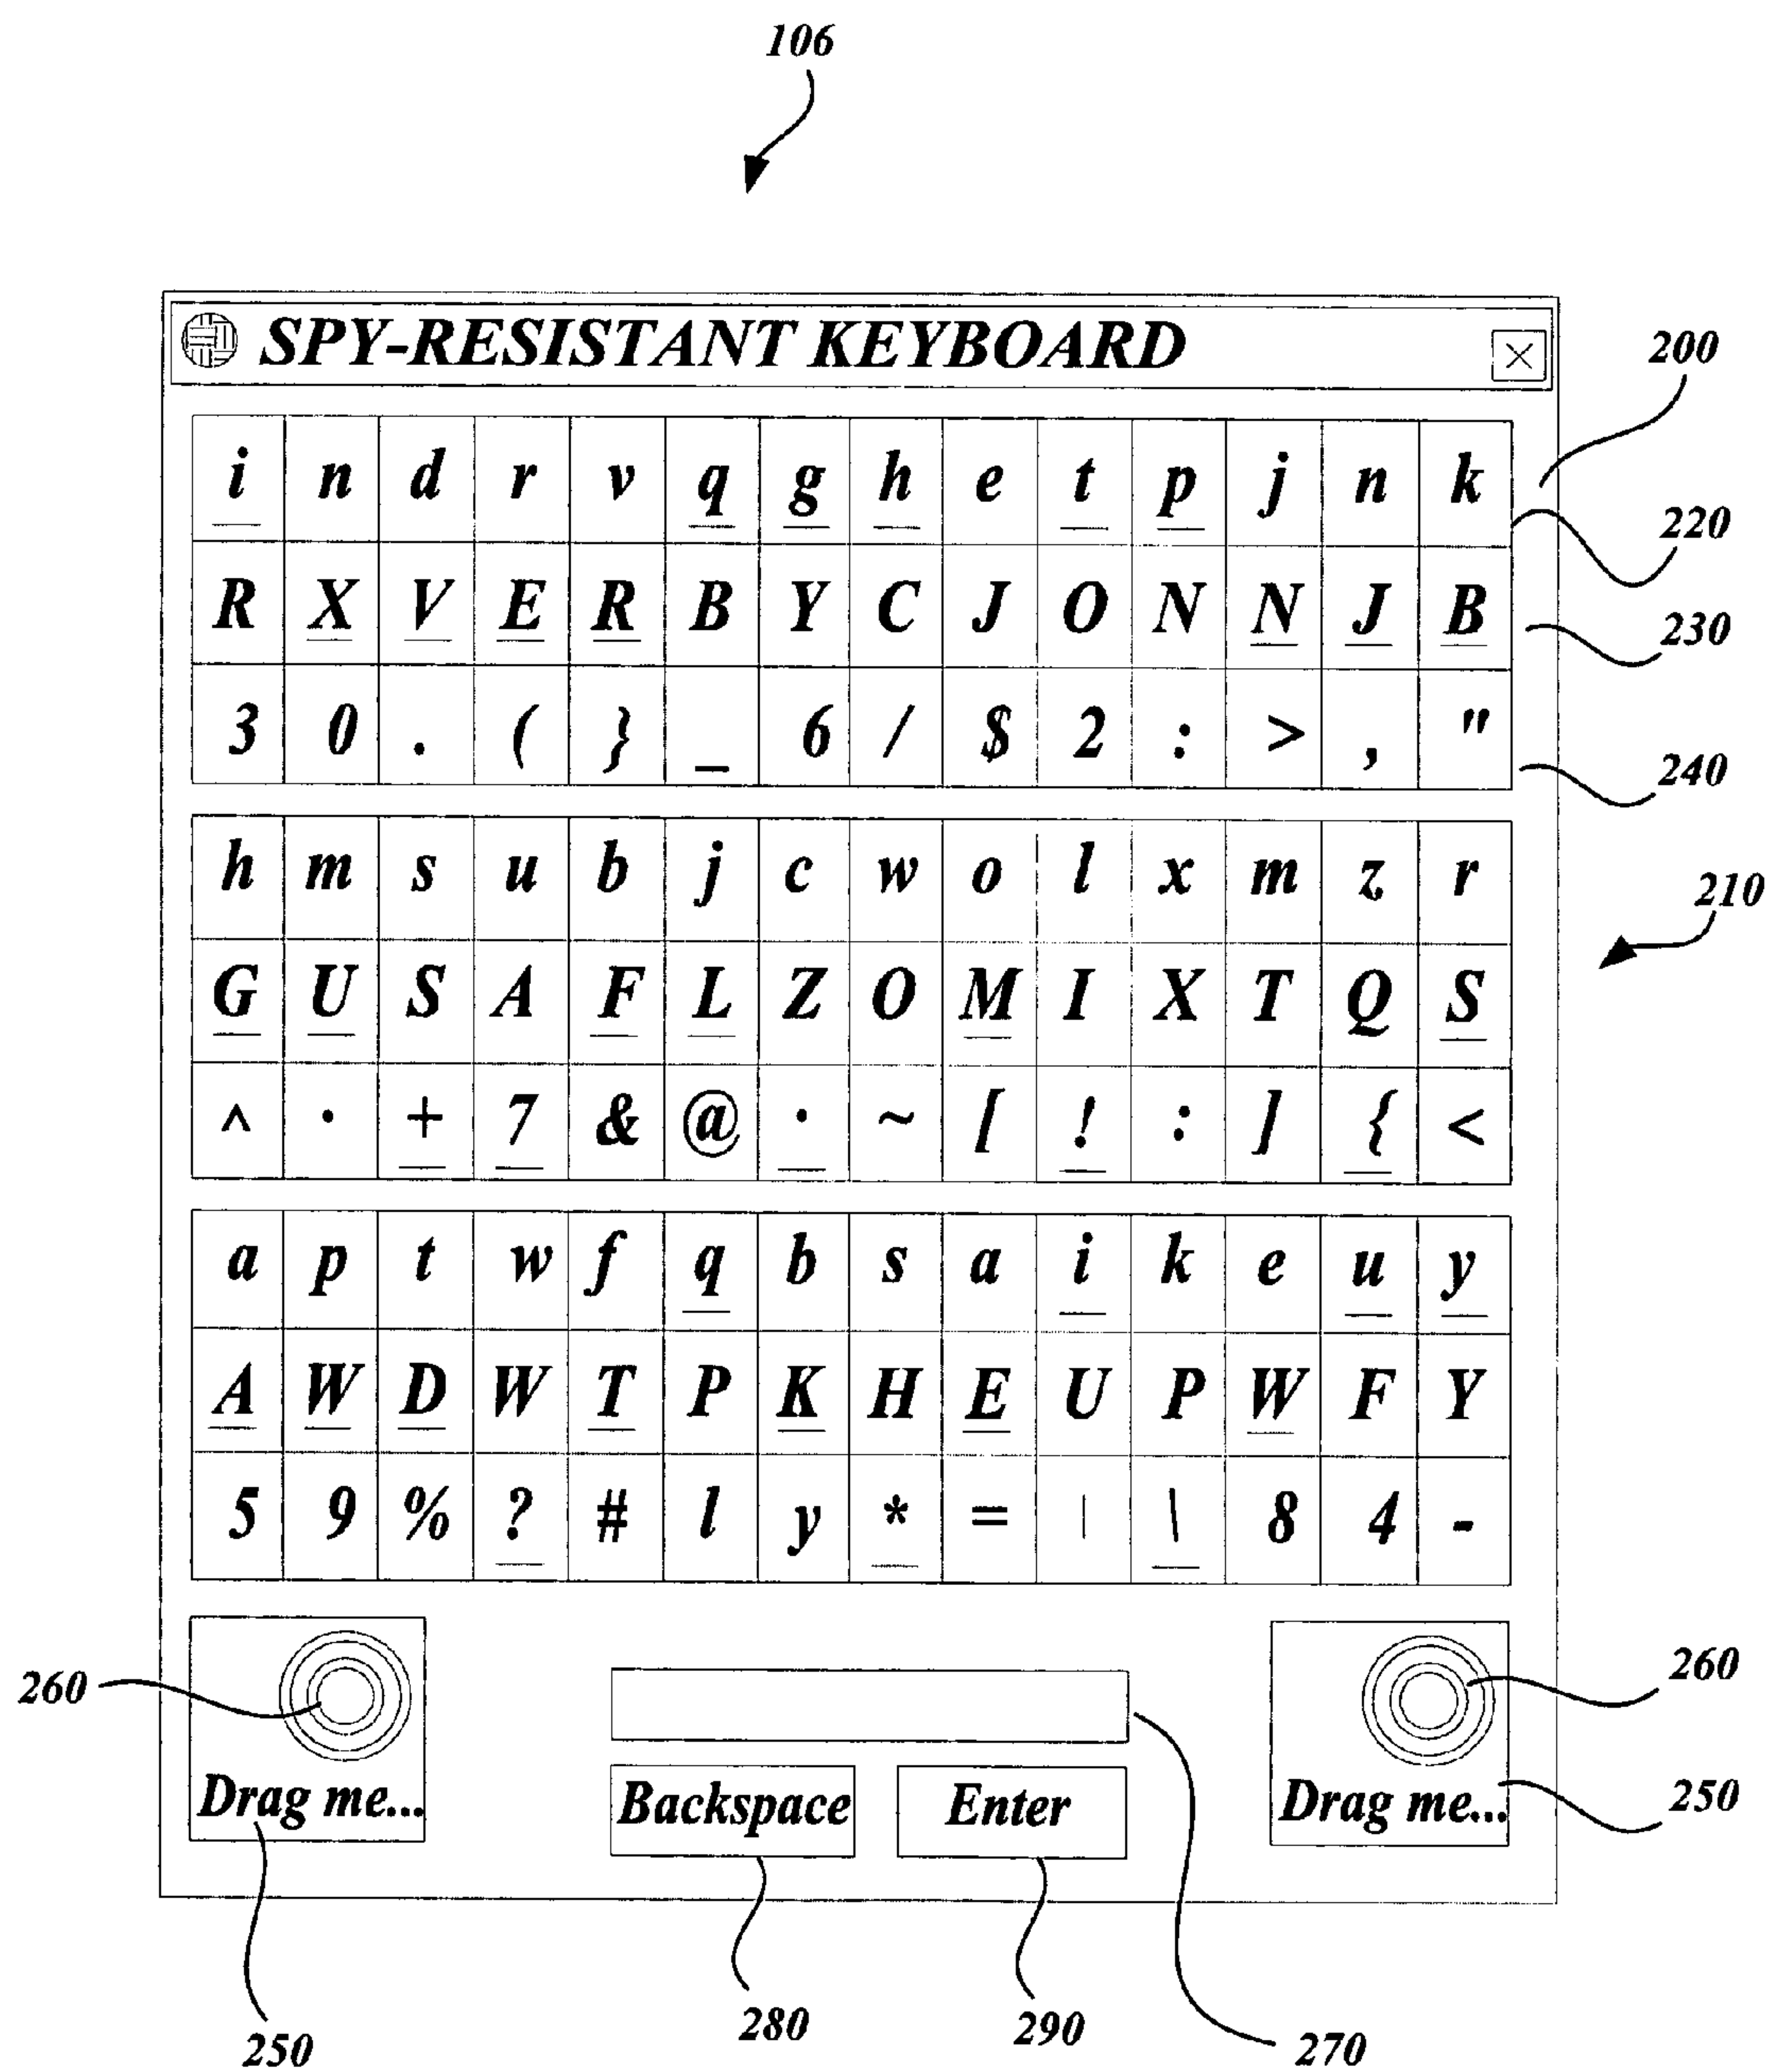 106
SPY-RESISTANT KEYBOARD
200
i n d r v q g h e t p j n k
220
R X V E R B Y C J O N N J B
230
3 0 . ( } _ 6 / $ 2 : > , "
240
h m s u b j c w o l x m z r
210
G U S A F L Z O M I X T Q S
^ · + 7 & @ · ~ [ ! : ] { <
a p t w f q b s a i k e u y
A W D W T P K H E U P W F Y
5 9 % ? # l y * = | \ 8 4 -
260
260
Drag me...
Backspace
Enter
Drag me...
250
250
280
290
270